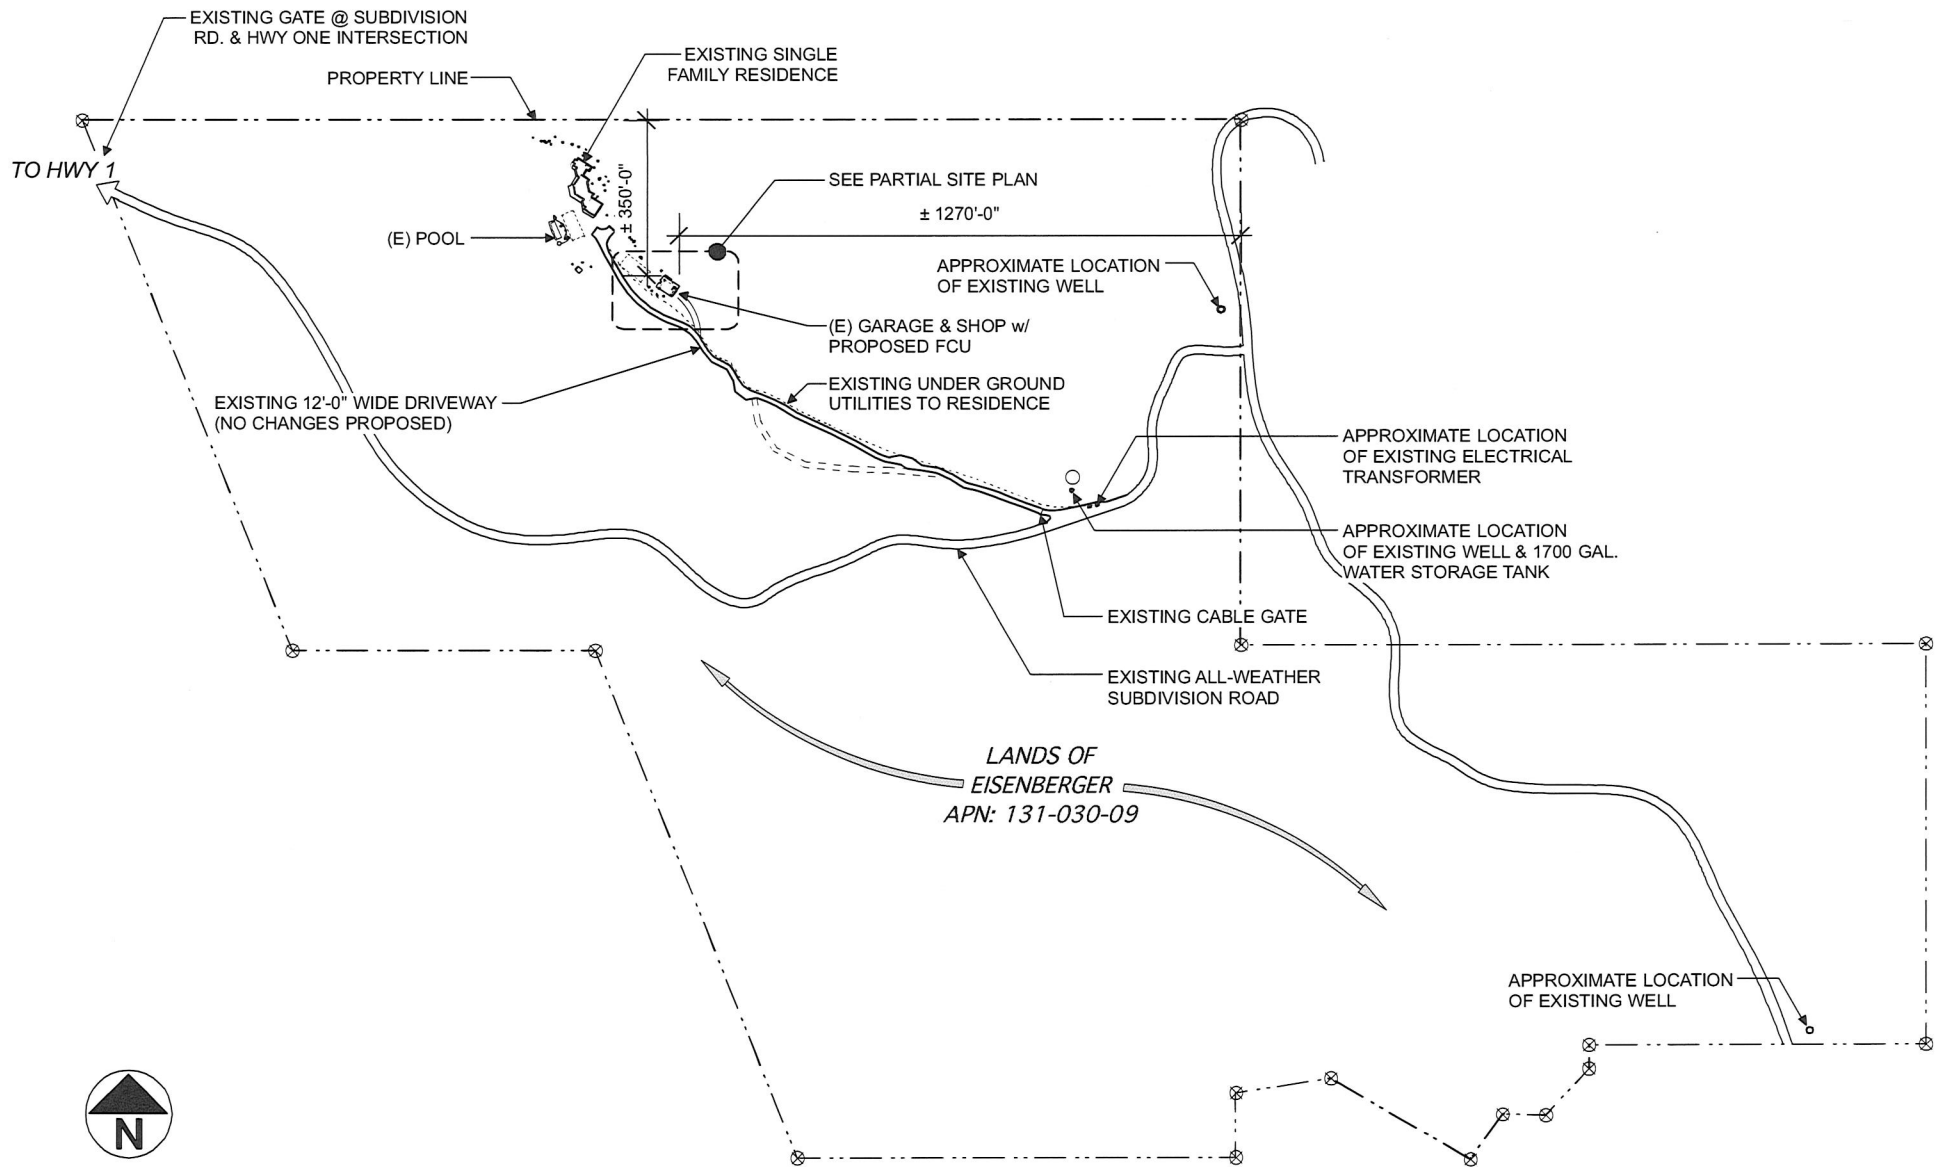 EXISTING GATE @ SUBDIVISION
RD. & HWY ONE INTERSECTION
EXISTING SINGLE
FAMILY RESIDENCE
PROPERTY LINE
TO HWY 1
SEE PARTIAL SITE PLAN
± 350'-0"
± 1270'-0"
(E) POOL
APPROXIMATE LOCATION
OF EXISTING WELL
(E) GARAGE & SHOP w/
PROPOSED FCU
EXISTING UNDER GROUND
UTILITIES TO RESIDENCE
EXISTING 12'-0" WIDE DRIVEWAY
(NO CHANGES PROPOSED)
APPROXIMATE LOCATION
OF EXISTING ELECTRICAL
TRANSFORMER
APPROXIMATE LOCATION
OF EXISTING WELL & 1700 GAL.
WATER STORAGE TANK
EXISTING CABLE GATE
EXISTING ALL-WEATHER
SUBDIVISION ROAD
LANDS OF
EISENBERGER
APN: 131-030-09
APPROXIMATE LOCATION
OF EXISTING WELL
N